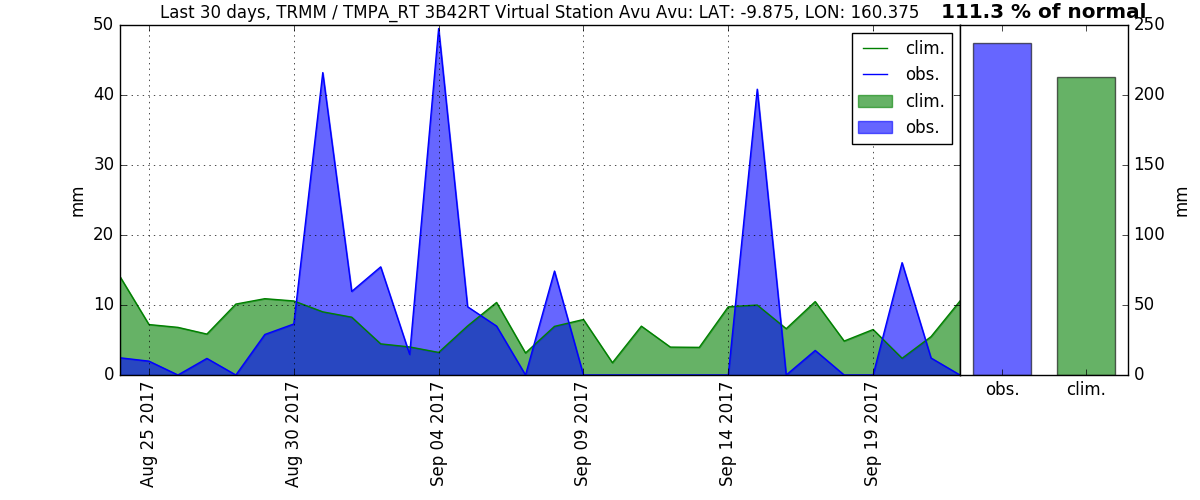 Last 30 days, TRMM / TMPA_RT 3B42RT Virtual Station Avu Avu: LAT: -9.875, LON: 160.375
111.3 % of normal
50
40
30
20
10
0
mm
clim.
obs.
clim.
obs.
250
200
150
100
50
0
mm
Aug 25 2017
Aug 30 2017
Sep 04 2017
Sep 09 2017
Sep 14 2017
Sep 19 2017
obs.
clim.